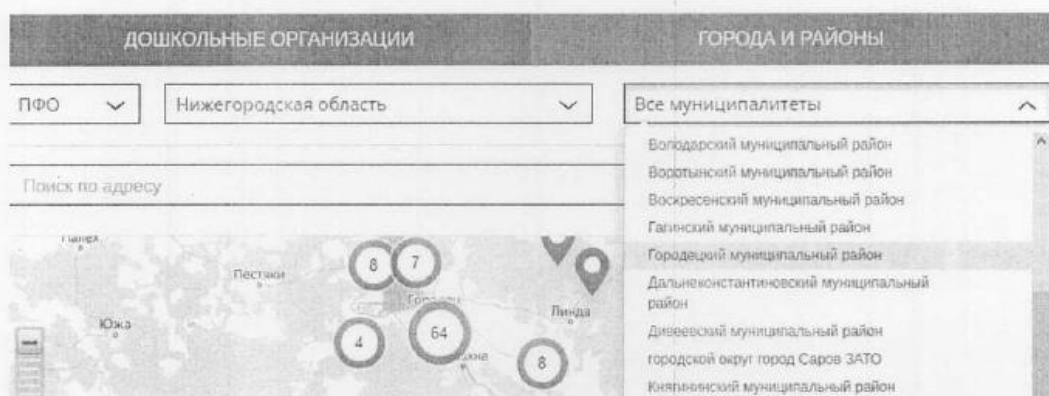 ДОШКОЛЬНЫЕ ОРГАНИЗАЦИИ
ГОРОДА И РАЙОНЫ
ПФО
Нижегородская область
Все муниципалитеты
Володарский муниципальный район
Воротынский муниципальный район
Воскресенский муниципальный район
Гагинский муниципальный район
Городецкий муниципальный район
Дальнеконстантиновский муниципальный
район
Дивеевский муниципальный район
городской округ город Саров ЗАТО
Княгининский муниципальный район
Поиск по адресу
Палех
Пестяки
8
7
Линда
Южа
4
64
8